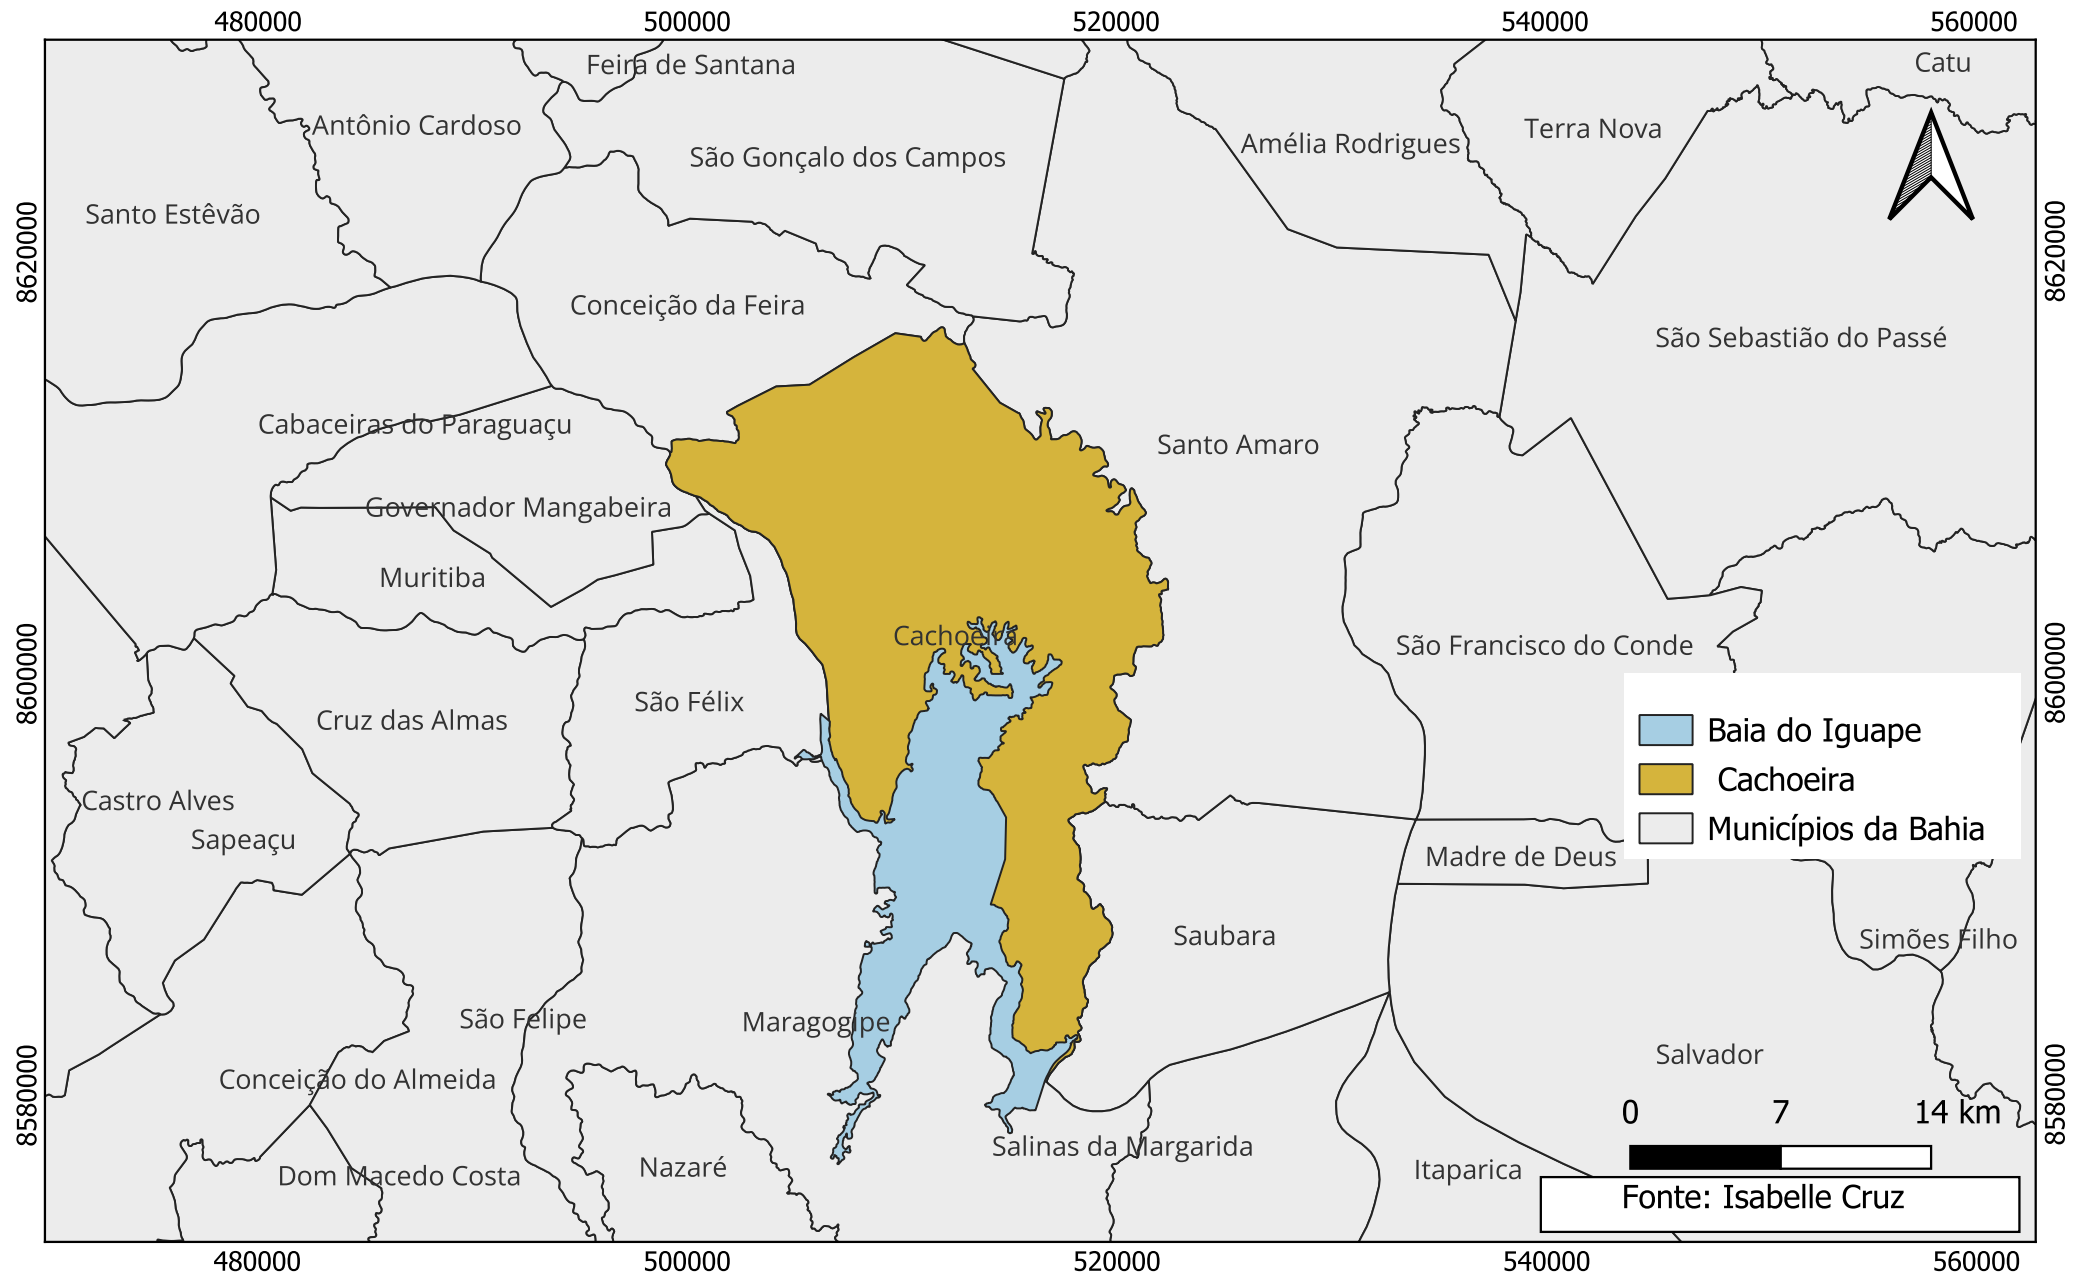 480000
500000
520000
540000
560000
Feira de Santana
Catu
Antônio Cardoso
Terra Nova
Amélia Rodrigues
São Gonçalo dos Campos
Santo Estêvão
8620000
8620000
Conceição da Feira
São Sebastião do Passé
Cabaceiras do Paraguaçu
Santo Amaro
Governador Mangabeira
Muritiba
Cachoeira
São Francisco do Conde
8600000
8600000
São Félix
Cruz das Almas
Baia do Iguape
Cachoeira
Municípios da Bahia
Castro Alves
Sapeaçu
Madre de Deus
Saubara
Simões Filho
São Felipe
Maragogipe
Salvador
Conceição do Almeida
8580000
8580000
0 7 14 km
Salinas da Margarida
Nazaré
Itaparica
Dom Macedo Costa
Fonte: Isabelle Cruz
480000
500000
520000
540000
560000